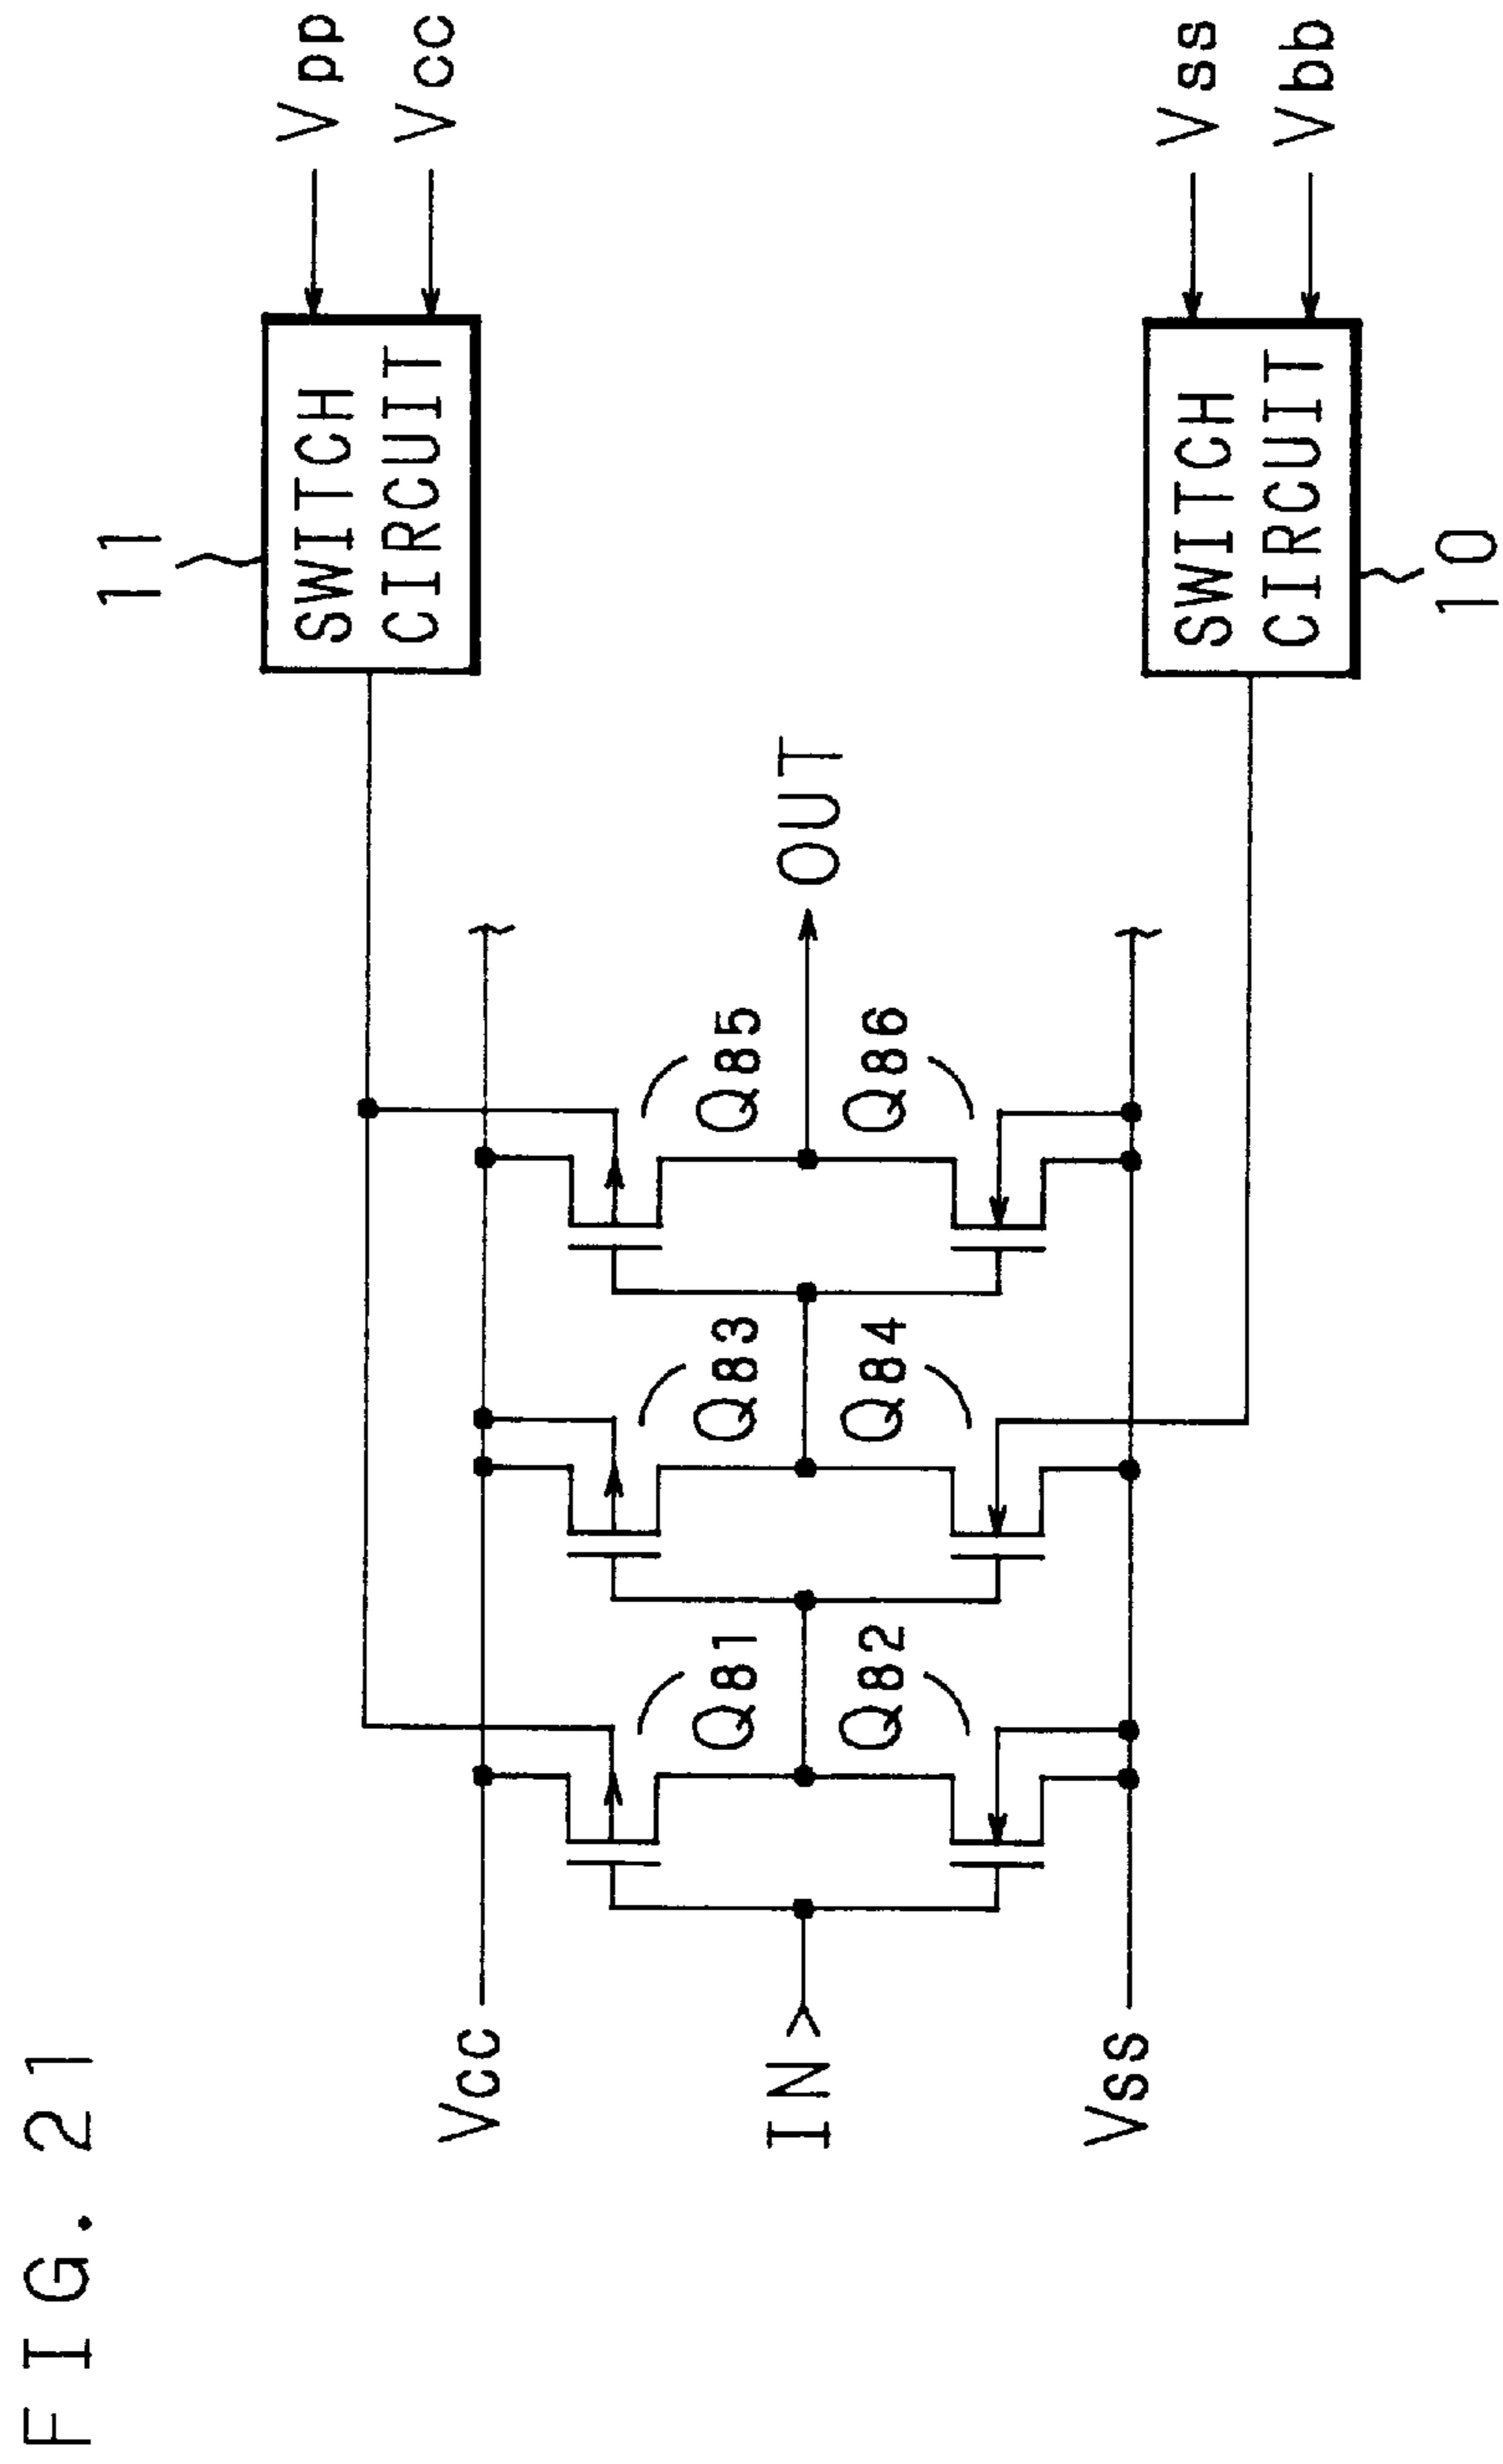 FIG. 21
11
SWITCH
CIRCUIT
Vpp
Vcc
Vcc
Q81
Q83
Q85
IN
OUT
Q82
Q84
Q86
Vss
SWITCH
CIRCUIT
Vss
Vbb
10